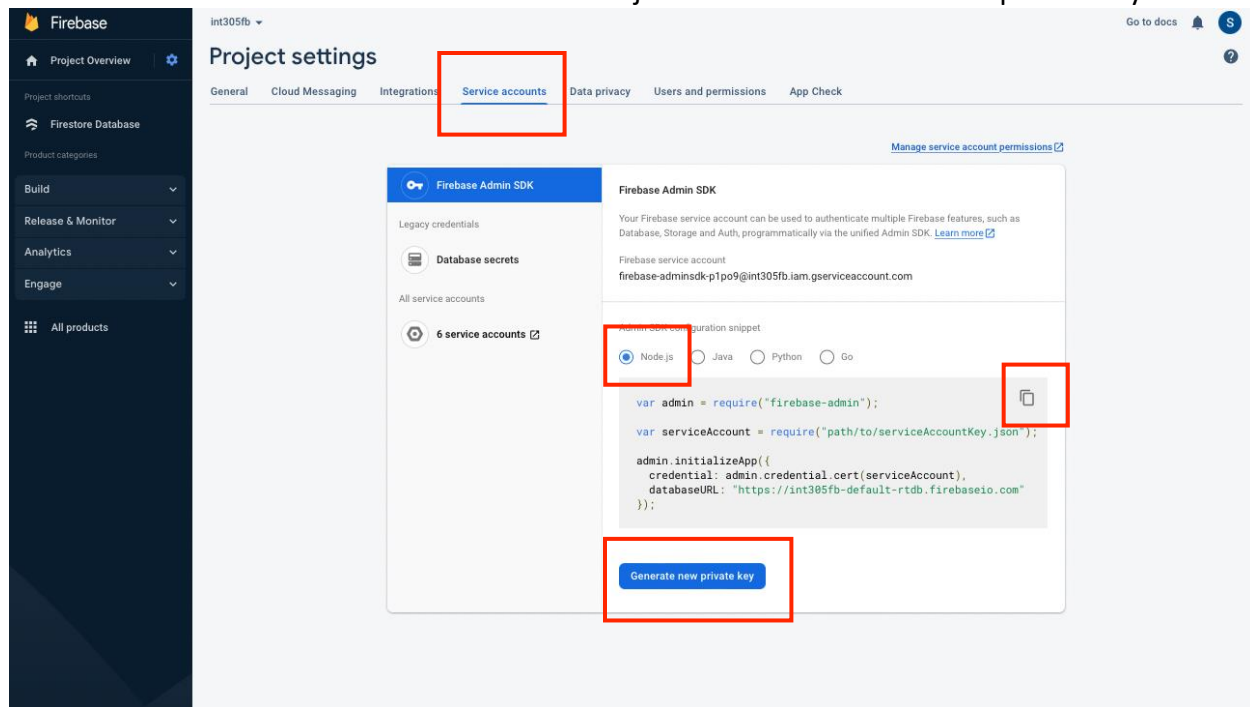 Firebase
int305fb
Go to docs
S
Project Overview
Project settings
General Cloud Messaging Integrations Service accounts Data privacy Users and permissions App Check
Project shortcuts
Firestore Database
Product categories
Build
Release & Monitor
Analytics
Engage
All products
Manage service account permissions
Firebase Admin SDK
Legacy credentials
Database secrets
All service accounts
6 service accounts
Firebase Admin SDK
Your Firebase service account can be used to authenticate multiple Firebase features, such as
Database, Storage and Auth, programmatically via the unified Admin SDK. Learn more
Firebase service account
firebase-adminsdk-p1po9@int305fb.iam.gserviceaccount.com
Admin SDK configuration snippet
Node.js Java Python Go
var admin = require("firebase-admin");
var serviceAccount = require("path/to/serviceAccountKey.json");
admin.initializeApp({
credential: admin.credential.cert(serviceAccount),
databaseURL: "https://int305fb-default-rtdb.firebaseio.com"
});
Generate new private key